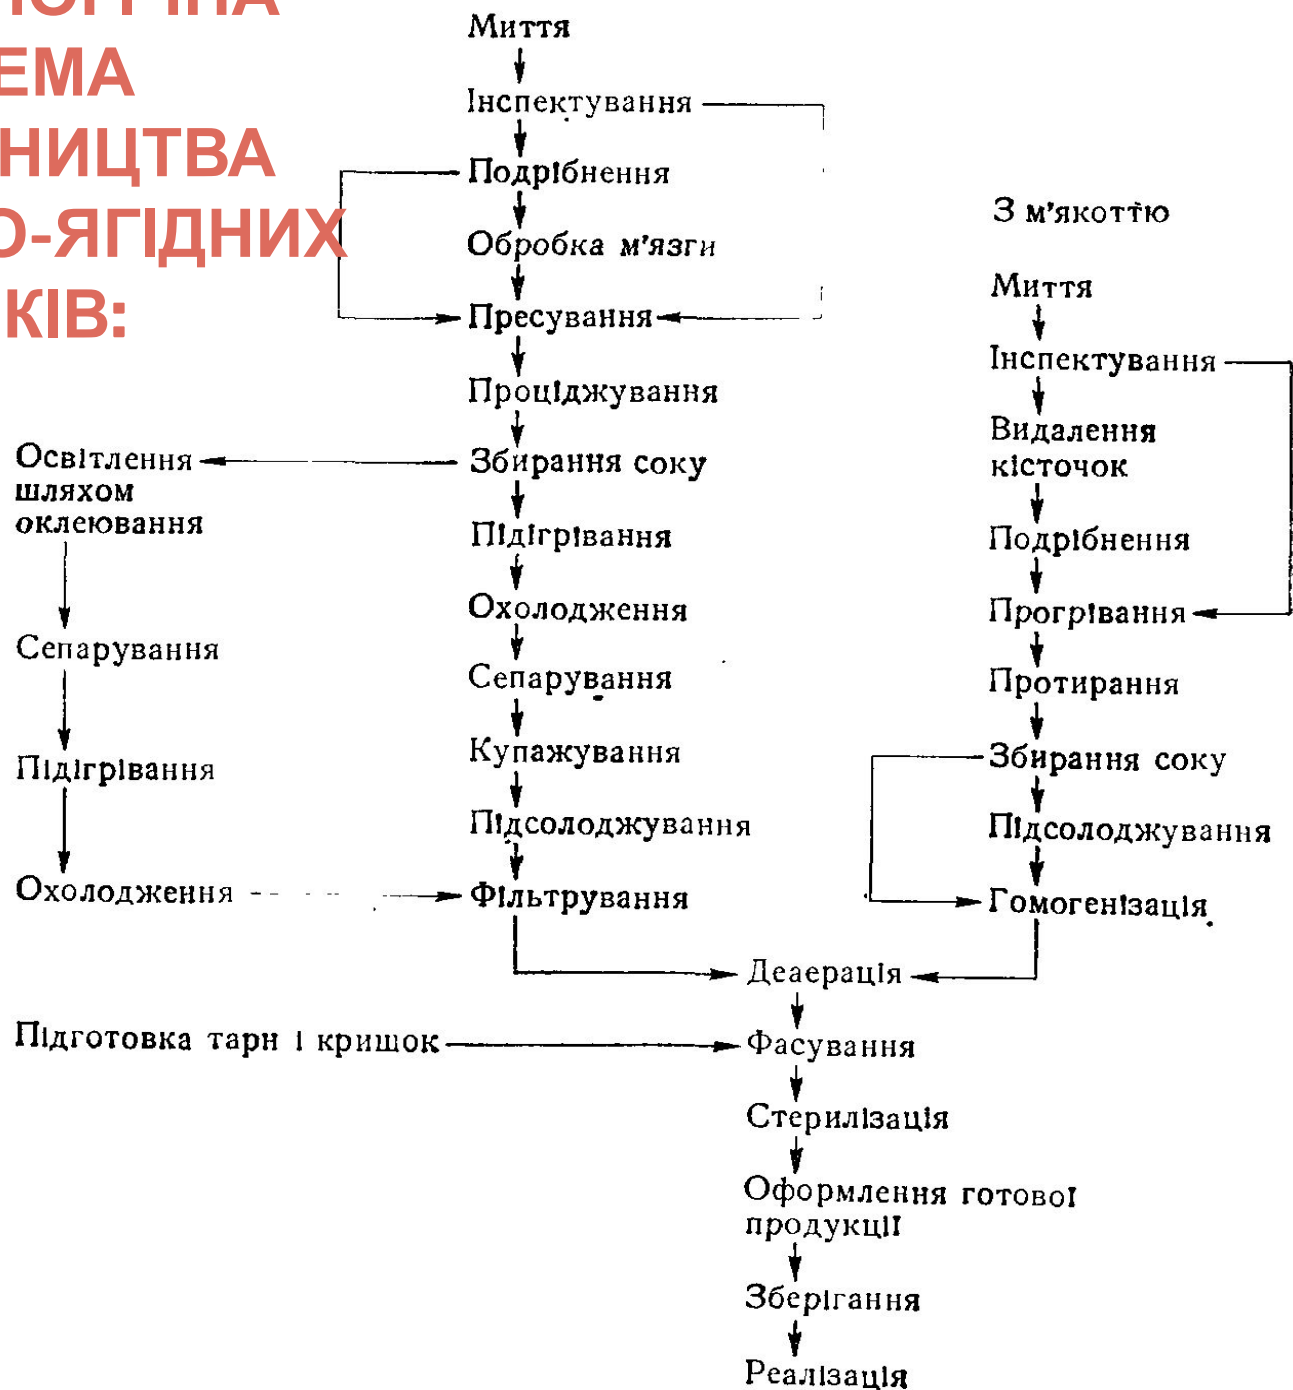 ЕМА
НИЦТВА
О-ЯГІДНИХ
КІВ:
Миття
Інспектування
Подрібнення
Обробка м'язги
Пресування
Проціджування
Збирання соку
Підігрівання
Охолодження
Сепарування
Купажування
Підсолоджування
Фільтрування
Освітлення
шляхом
оклеювання
Сепарування
Підігрівання
Охолодження
З м'якоттю
Миття
Інспектування
Видалення
кісточок
Подрібнення
Прогрівання
Протирання
Збирання соку
Підсолоджування
Гомогенізація
Деаерація
Підготовка тари і кришок
Фасування
Стерилізація
Оформлення готової
продукції
Зберігання
Реалізація